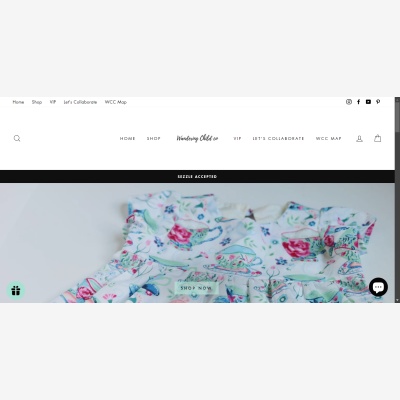 Home Shop VIP Let's Collaborate WCC Map
HOME SHOP Wandering Child co VIP LET'S COLLABORATE WCC MAP
SEZZLE ACCEPTED
SHOP NOW